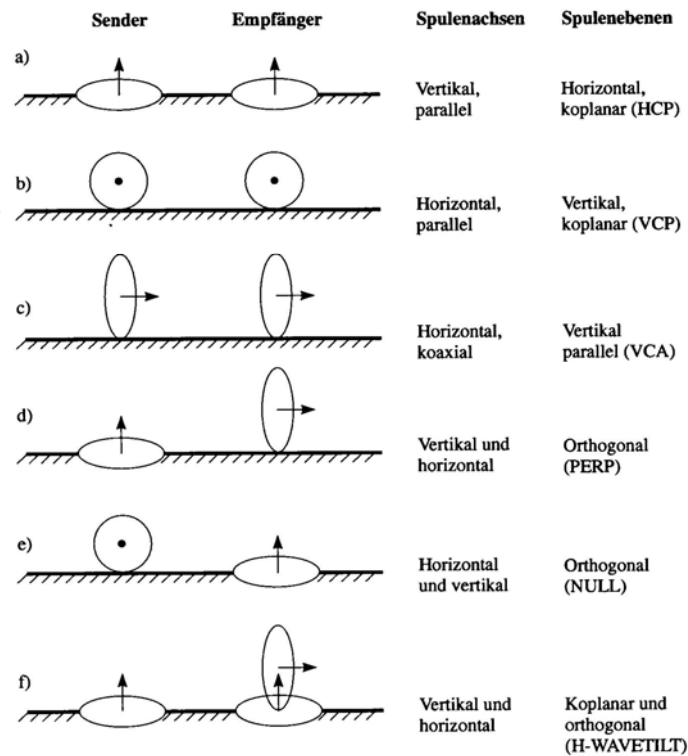 Sender Empfänger Spulenachsen Spulenebenen
a)
Vertikal, Horizontal,
parallel koplanar (HCP)
b)
Horizontal, Vertikal,
parallel koplanar (VCP)
c)
Horizontal, Vertikal
koaxial parallel (VCA)
d)
Vertikal und Orthogonal
horizontal (PERP)
e)
Horizontal Orthogonal
und vertikal (NULL)
f)
Vertikal und Koplanar und
horizontal orthogonal
(H-WAVETILT)